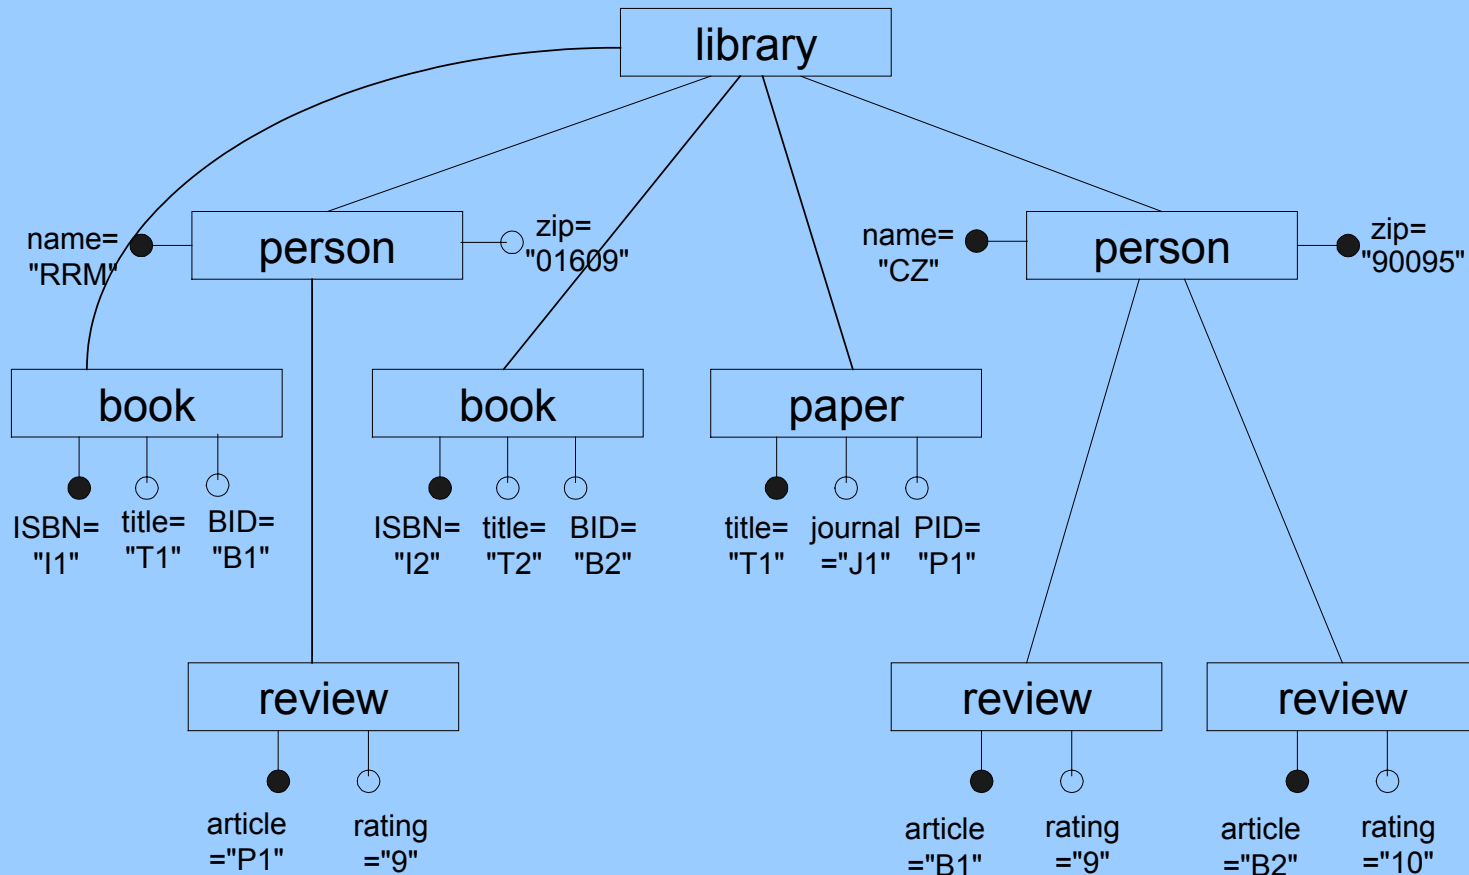 library
name=
"RRM"
person
zip=
"01609"
name=
"CZ"
person
zip=
"90095"
book
book
paper
ISBN=
"I1"
title=
"T1"
BID=
"B1"
ISBN=
"I2"
title=
"T2"
BID=
"B2"
title=
"T1"
journal
="J1"
PID=
"P1"
review
review
review
article
="P1"
rating
="9"
article
="B1"
rating
="9"
article
="B2"
rating
="10"